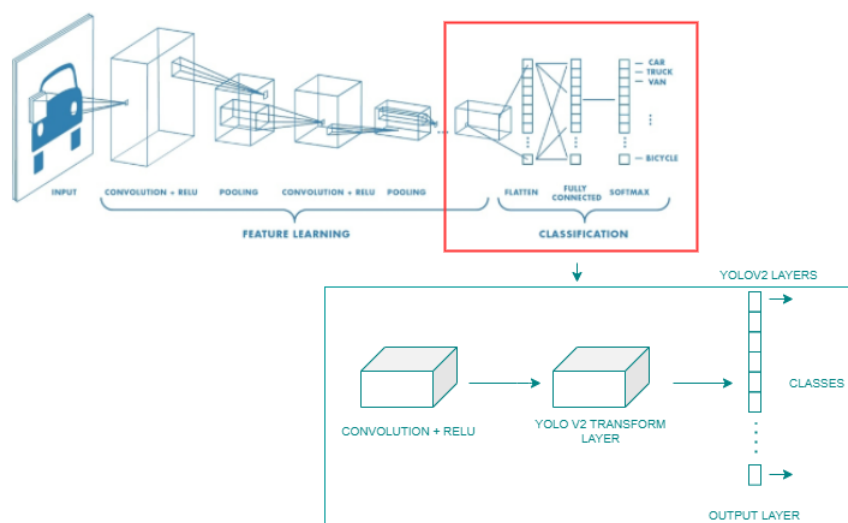 CAR
TRUCK
VAN
BICYCLE
INPUT
CONVOLUTION + RELU
POOLING
CONVOLUTION + RELU
POOLING
FLATTEN
FULLY
CONNECTED
SOFTMAX
FEATURE LEARNING
CLASSIFICATION
YOLOV2 LAYERS
CLASSES
CONVOLUTION + RELU
YOLO V2 TRANSFORM
LAYER
OUTPUT LAYER